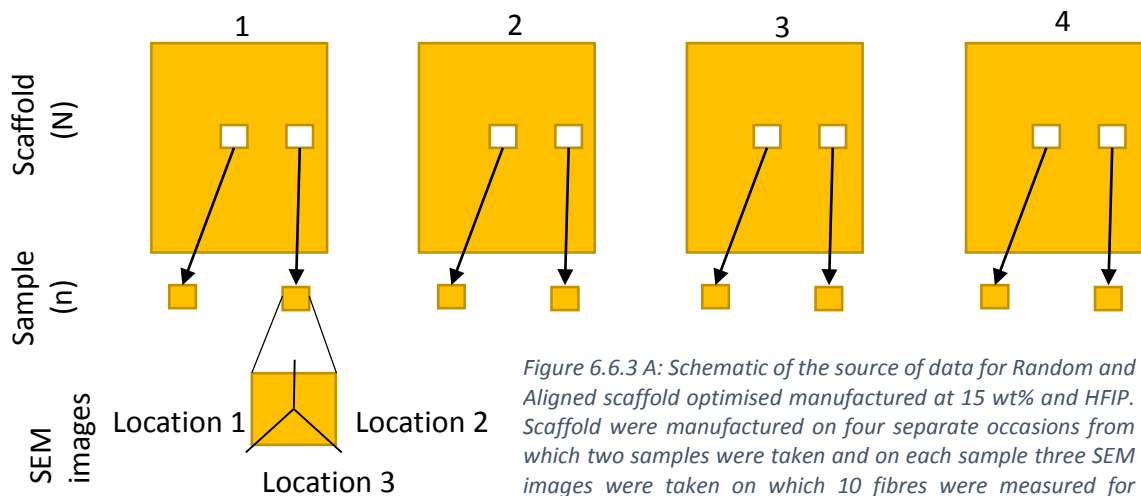 1
2
3
4
Scaffold
(N)
Sample
(n)
SEM
images
Location 1
Location 2
Location 3
Figure 6.6.3 A: Schematic of the source of data for Random and
Aligned scaffold optimised manufactured at 15 wt% and HFIP.
Scaffold were manufactured on four separate occasions from
which two samples were taken and on each sample three SEM
images were taken on which 10 fibres were measured for